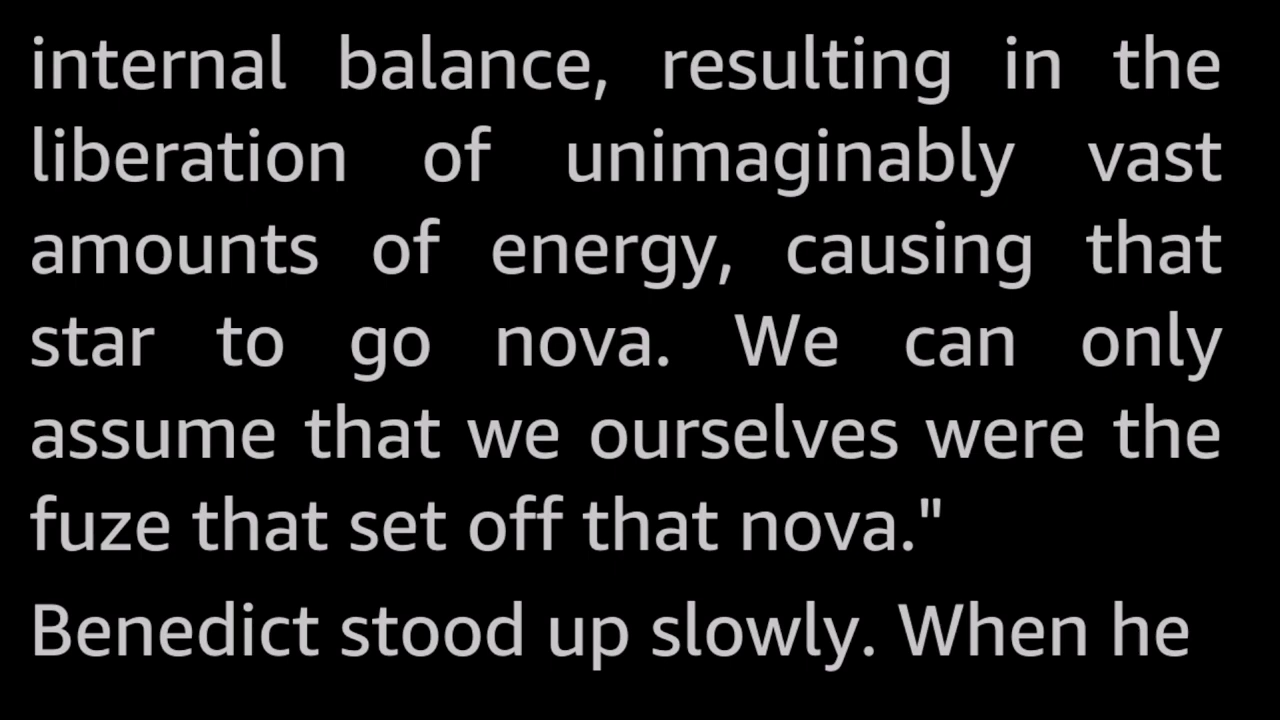 internal balance, resulting in the
liberation of unimaginably vast
amounts of energy, causing that
star to go nova. We can only
assume that we ourselves were the
fuze that set off that nova."
Benedict stood up slowly. When he